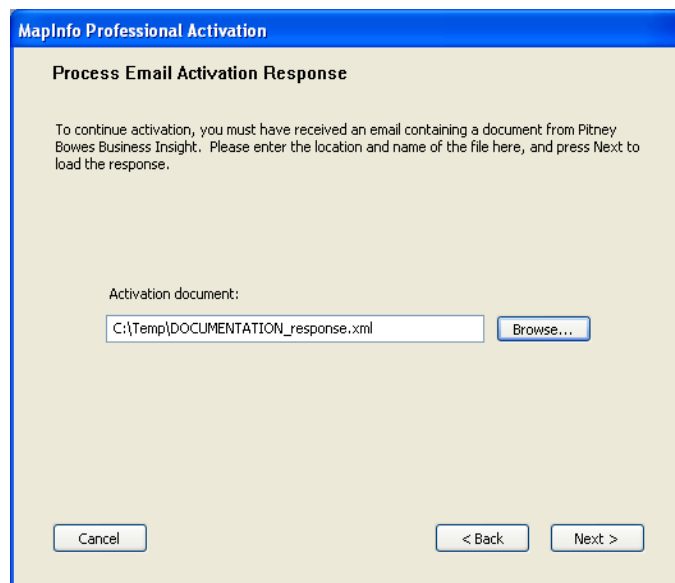 MapInfo Professional Activation
Process Email Activation Response
To continue activation, you must have received an email containing a document from Pitney
Bowes Business Insight.  Please enter the location and name of the file here, and press Next to
load the response.
Activation document:
C:\Temp\DOCUMENTATION_response.xml
Browse...
Cancel
< Back
Next >